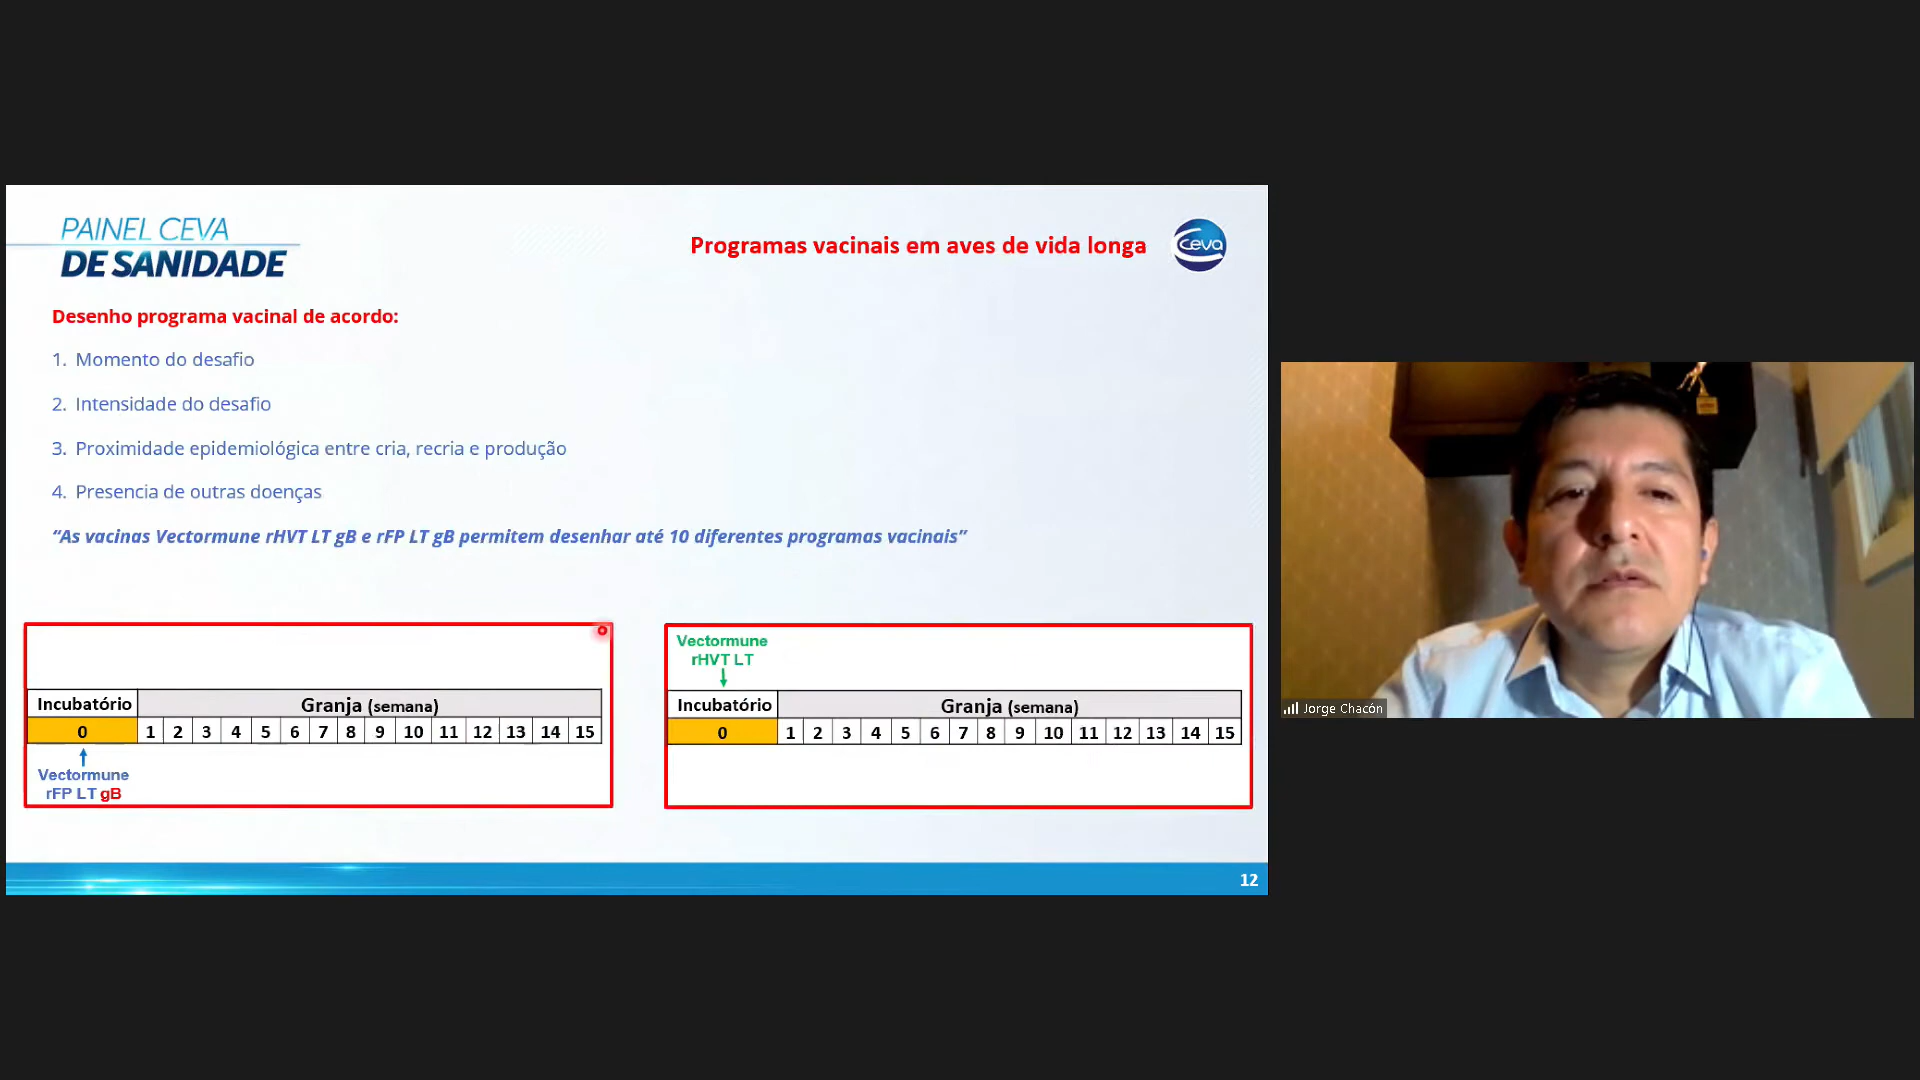 PAINEL CEVA
DE SANIDADE
Programas vacinais em aves de vida longa
ceva
Desenho programa vacinal de acordo:
1. Momento do desafio
2. Intensidade do desafio
3. Proximidade epidemiológica entre cria, recria e produção
4. Presencia de outras doenças
“As vacinas Vectormune rHVT LT gB e rFP LT gB permitem desenhar até 10 diferentes programas vacinais”
Incubatório Granja (semana)
0 1 2 3 4 5 6 7 8 9 10 11 12 13 14 15
Vectormune
rFP LT gB
Vectormune
rHVT LT
Incubatório Granja (semana)
0 1 2 3 4 5 6 7 8 9 10 11 12 13 14 15
12
Jorge Chacón